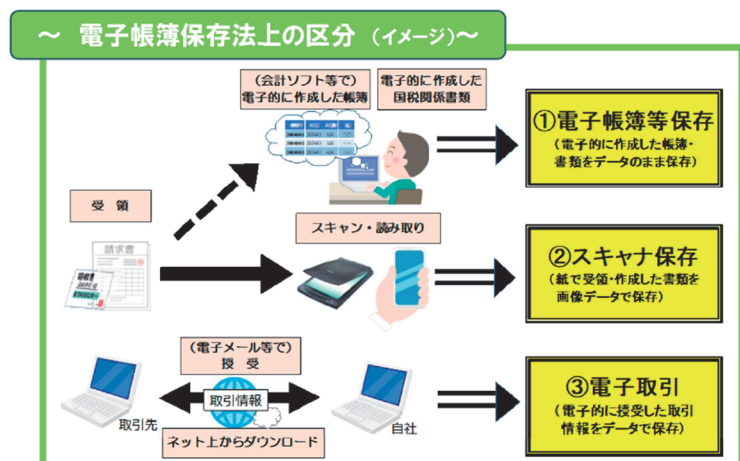 ～ 電子帳簿保存法上の区分 （イメージ）～
（会計ソフト等で）
電子的に作成した帳簿
電子的に作成した
国税関係書類
①電子帳簿等保存
（電子的に作成した帳簿・
書類をデータのまま保存）
受 領
請求書
領収書
スキャン・読み取り
②スキャナ保存
（紙で受領・作成した書類を
画像データで保存）
（電子メール等で）
授 受
取引情報
取引先
自社
ネット上からダウンロード
③電子取引
（電子的に授受した取引
情報をデータで保存）